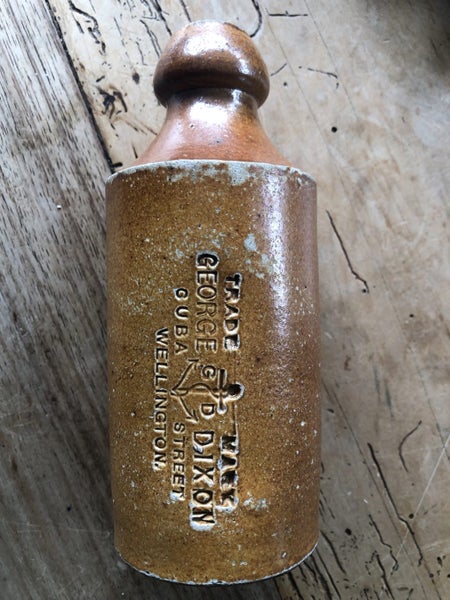 TRADE MARK
GEORGE G D DIXON
CUBA STREET
WELLINGTON,